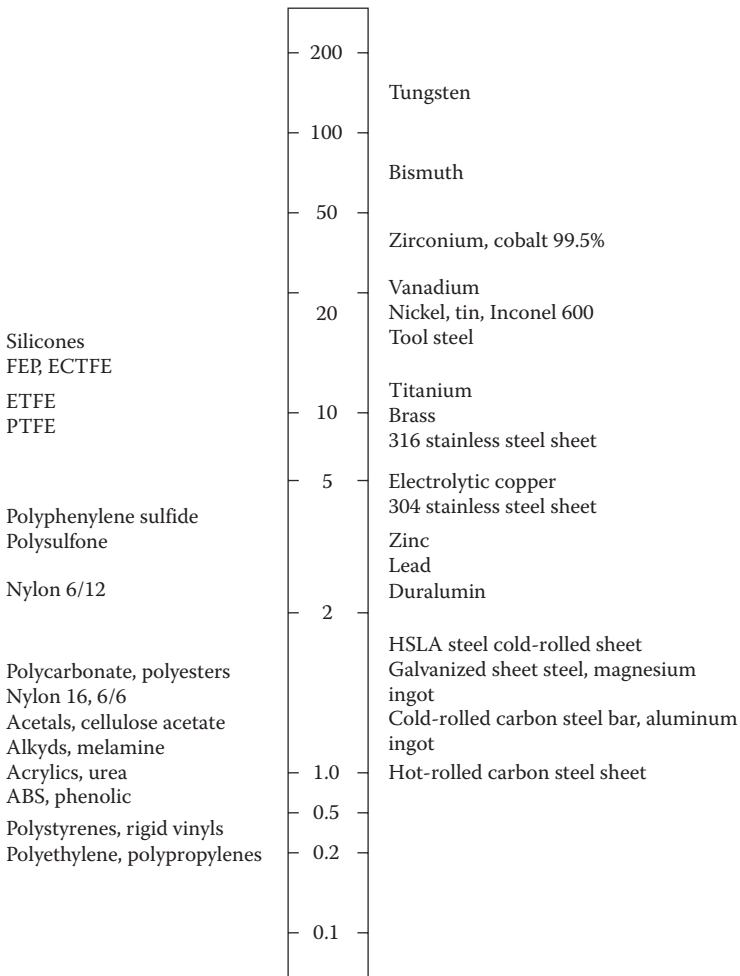 200
Tungsten
100
Bismuth
50
Zirconium, cobalt 99.5%
Vanadium
20
Nickel, tin, Inconel 600
Tool steel
Silicones
FEP, ECTFE
ETFE
PTFE
10
Titanium
Brass
316 stainless steel sheet
5
Electrolytic copper
304 stainless steel sheet
Polyphenylene sulfide
Polysulfone
Zinc
Lead
Nylon 6/12
Duralumin
2
HSLA steel cold-rolled sheet
Galvanized sheet steel, magnesium
ingot
Cold-rolled carbon steel bar, aluminum
ingot
Polycarbonate, polyesters
Nylon 16, 6/6
Acetals, cellulose acetate
Alkyds, melamine
Acrylics, urea
ABS, phenolic
1.0
Hot-rolled carbon steel sheet
0.5
Polystyrenes, rigid vinyls
Polyethylene, polypropylenes
0.2
0.1